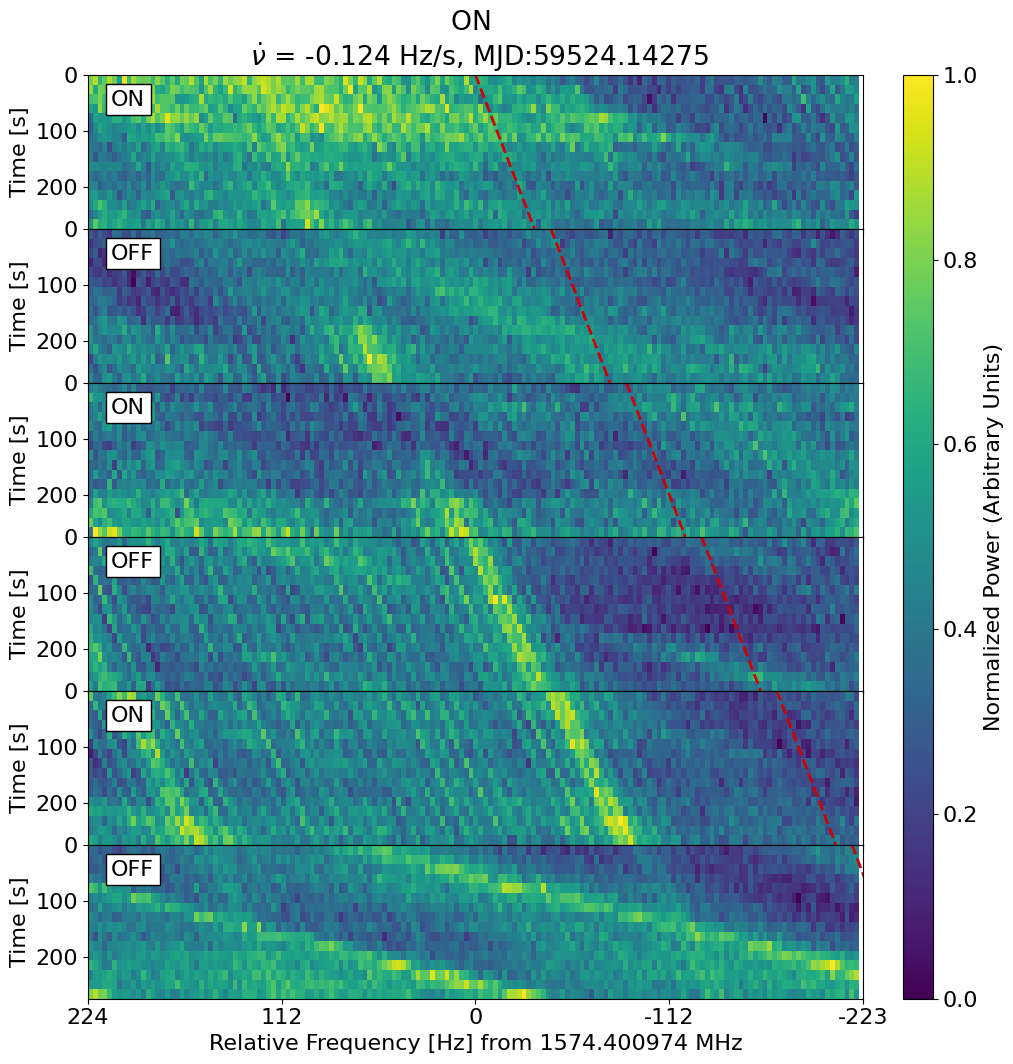 ON
ν̇ = -0.124 Hz/s, MJD:59524.14275
0
ON
100
Time [s]
200
0
OFF
100
Time [s]
200
0
ON
100
Time [s]
200
0
OFF
100
Time [s]
200
0
ON
100
Time [s]
200
0
OFF
100
Time [s]
200
224 112 0 -112 -223
Relative Frequency [Hz] from 1574.400974 MHz
1.0
0.8
0.6
0.4
0.2
0.0
Normalized Power (Arbitrary Units)